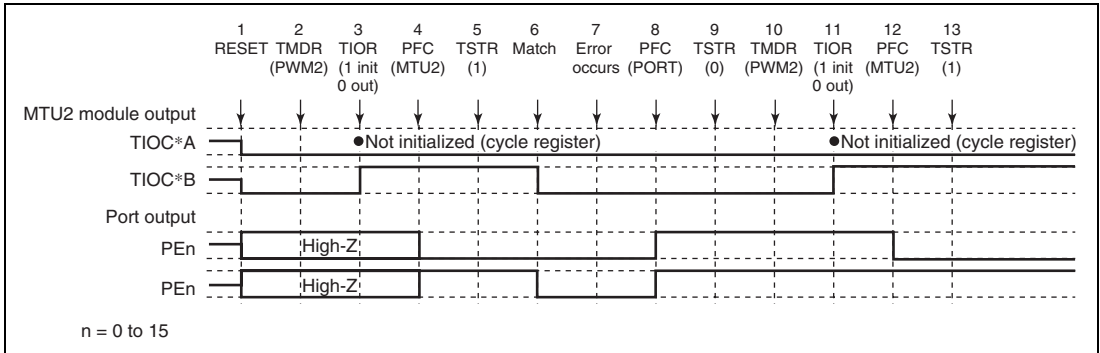 1 2 3 4 5 6 7 8 9 10 11 12 13
RESET TMDR TIOR PFC TSTR Match Error PFC TSTR TMDR TIOR PFC TSTR
(PWM2) (1 init (MTU2) (1) occurs (PORT) (0) (PWM2) (1 init (MTU2) (1)
0 out) 0 out)
MTU2 module output
TIOC*A ●Not initialized (cycle register) ●Not initialized (cycle register)
TIOC*B
Port output
PEn High-Z
PEn High-Z
n = 0 to 15